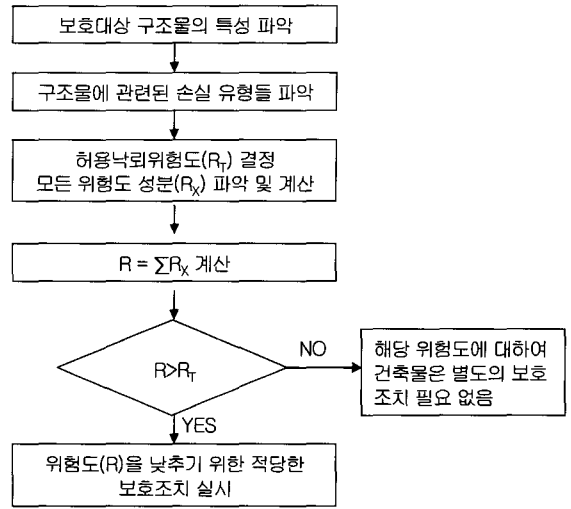 보호대상 구조물의 특성 파악
구조물에 관련된 손실 유형들 파악
허용낙뢰위험도(R_T) 결정
모든 위험도 성분(R_X) 파악 및 계산
R = ∑R_X 계산
R>R_T
NO
해당 위험도에 대하여
건축물은 별도의 보호
조치 필요 없음
YES
위험도(R)을 낮추기 위한 적당한
보호조치 실시